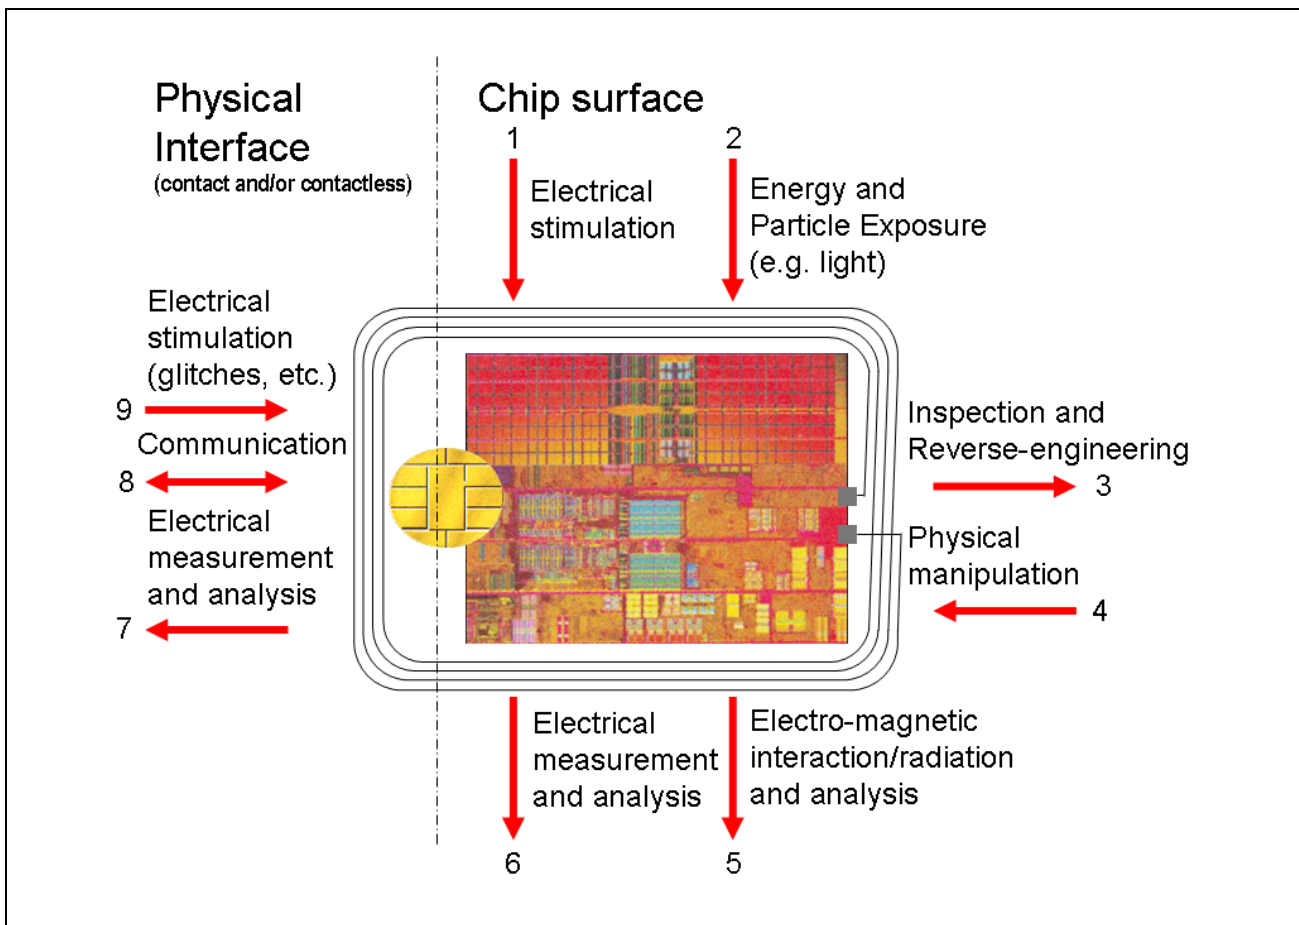 Physical
Interface
(contact and/or contactless)
Chip surface
1
2
Electrical
stimulation
Energy and
Particle Exposure
(e.g. light)
Electrical
stimulation
(glitches, etc.)
9
Communication
8
Electrical
measurement
and analysis
7
Inspection and
Reverse-engineering
3
Physical
manipulation
4
Electrical
measurement
and analysis
6
Electro-magnetic
interaction/radiation
and analysis
5